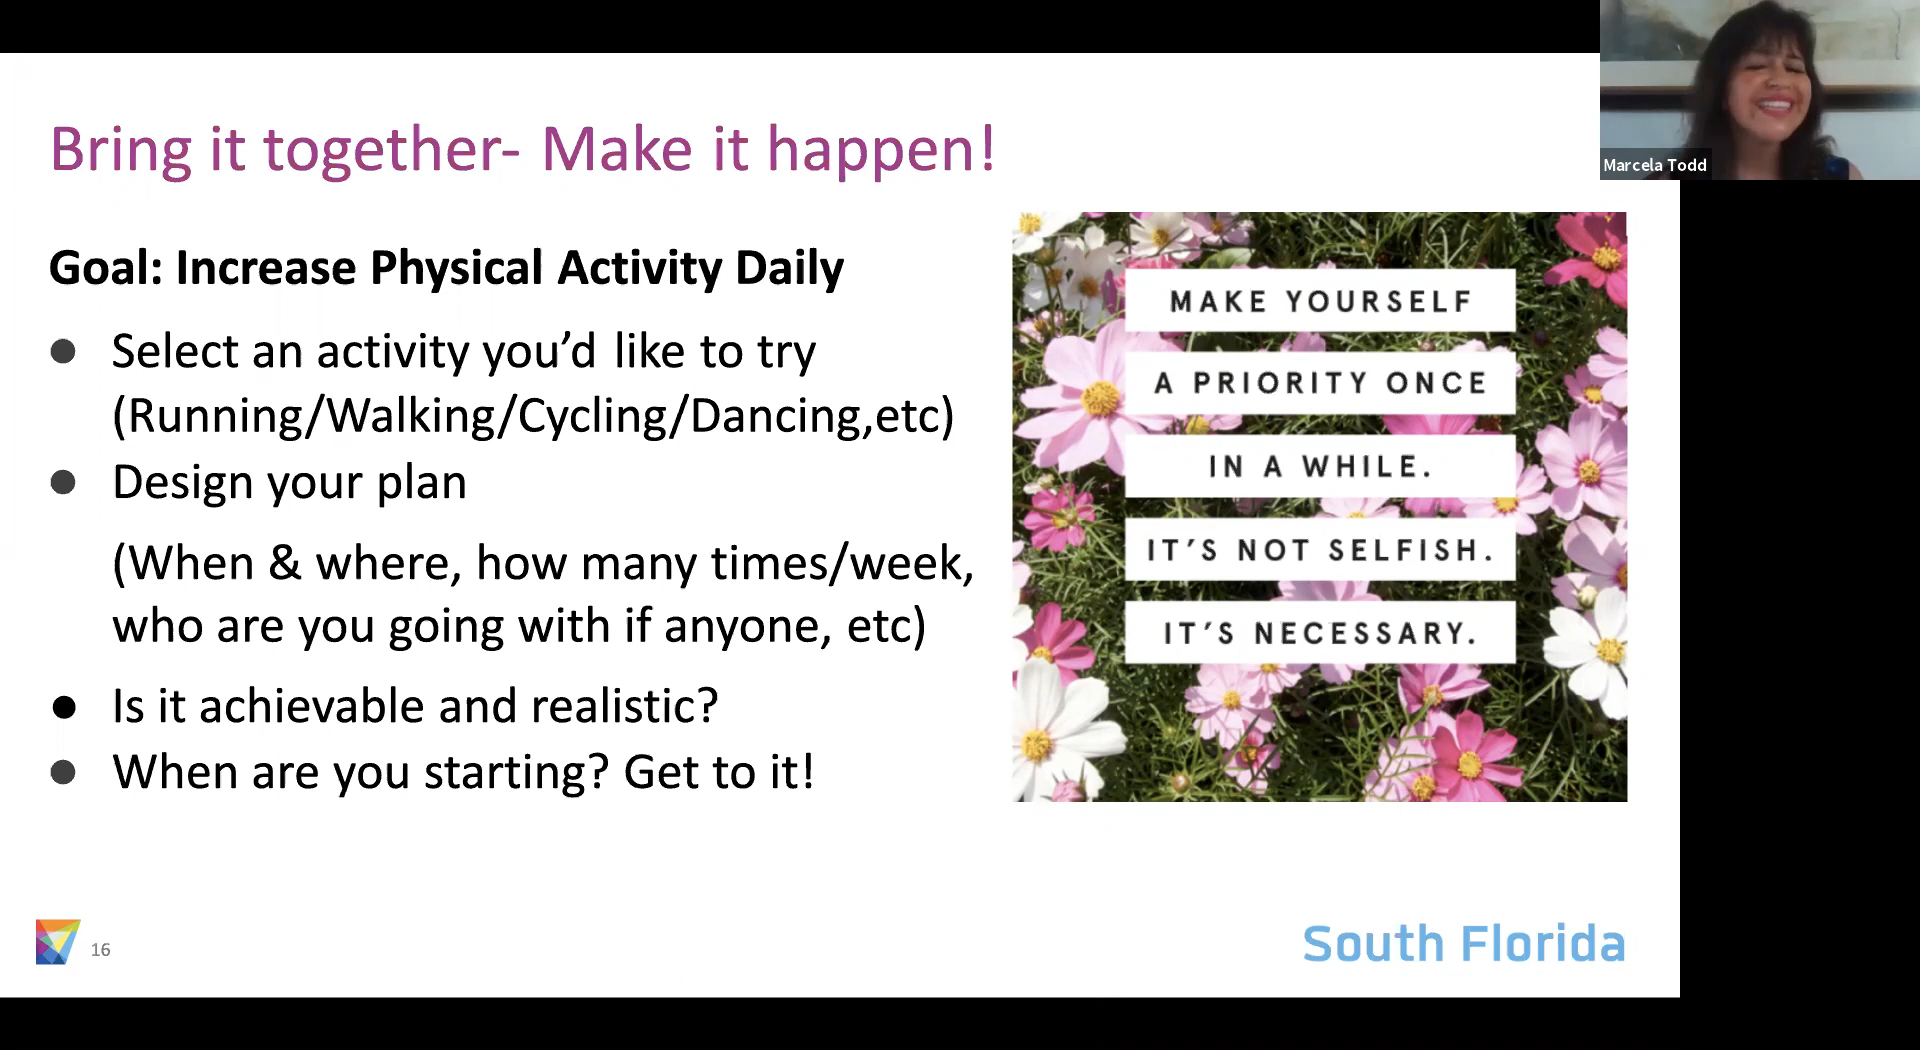 Bring it together- Make it happen!
Marcela Todd
Goal: Increase Physical Activity Daily
● Select an activity you’d like to try
(Running/Walking/Cycling/Dancing,etc)
● Design your plan
(When & where, how many times/week,
who are you going with if anyone, etc)
● Is it achievable and realistic?
● When are you starting? Get to it!
MAKE YOURSELF
A PRIORITY ONCE
IN A WHILE.
IT’S NOT SELFISH.
IT’S NECESSARY.
16
South Florida